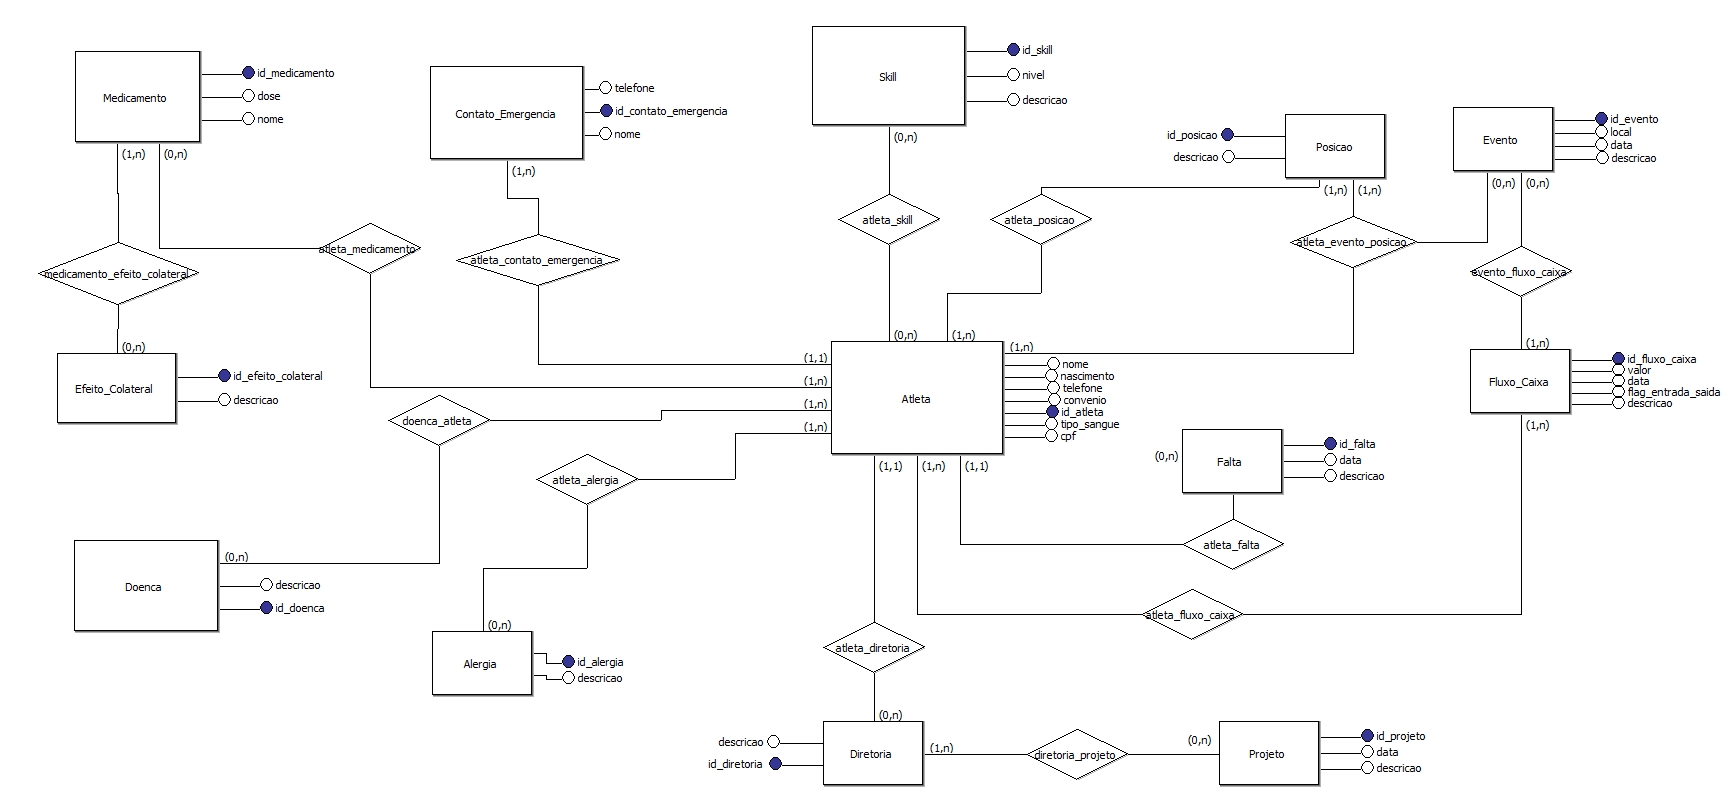 Medicamento
id_medicamento
dose
nome
(1,n)
(0,n)
Contato_Emergencia
telefone
id_contato_emergencia
nome
(1,n)
Skill
id_skill
nivel
descricao
(0,n)
id_posicao
descricao
Posicao
(1,n)
(1,n)
Evento
id_evento
local
data
descricao
(0,n)
(0,n)
medicamento_efeito_colateral
atleta_medicamento
atleta_contato_emergencia
atleta_skill
atleta_posicao
atleta_evento_posicao
evento_fluxo_caixa
(0,n)
Efeito_Colateral
id_efeito_colateral
descricao
(0,n)
(1,n)
(1,n)
(1,1)
(1,n)
(1,n)
(1,n)
Atleta
nome
nascimento
telefone
convenio
id_atleta
tipo_sangue
cpf
(1,1)
(1,n)
(1,1)
(1,n)
Fluxo_Caixa
id_fluxo_caixa
valor
data
flag_entrada_saida
descricao
(1,n)
doenca_atleta
atleta_alergia
(0,n)
Falta
id_falta
data
descricao
atleta_falta
Doenca
(0,n)
descricao
id_doenca
(0,n)
Alergia
id_alergia
descricao
atleta_fluxo_caixa
atleta_diretoria
(0,n)
descricao
id_diretoria
Diretoria
(1,n)
diretoria_projeto
(0,n)
Projeto
id_projeto
data
descricao